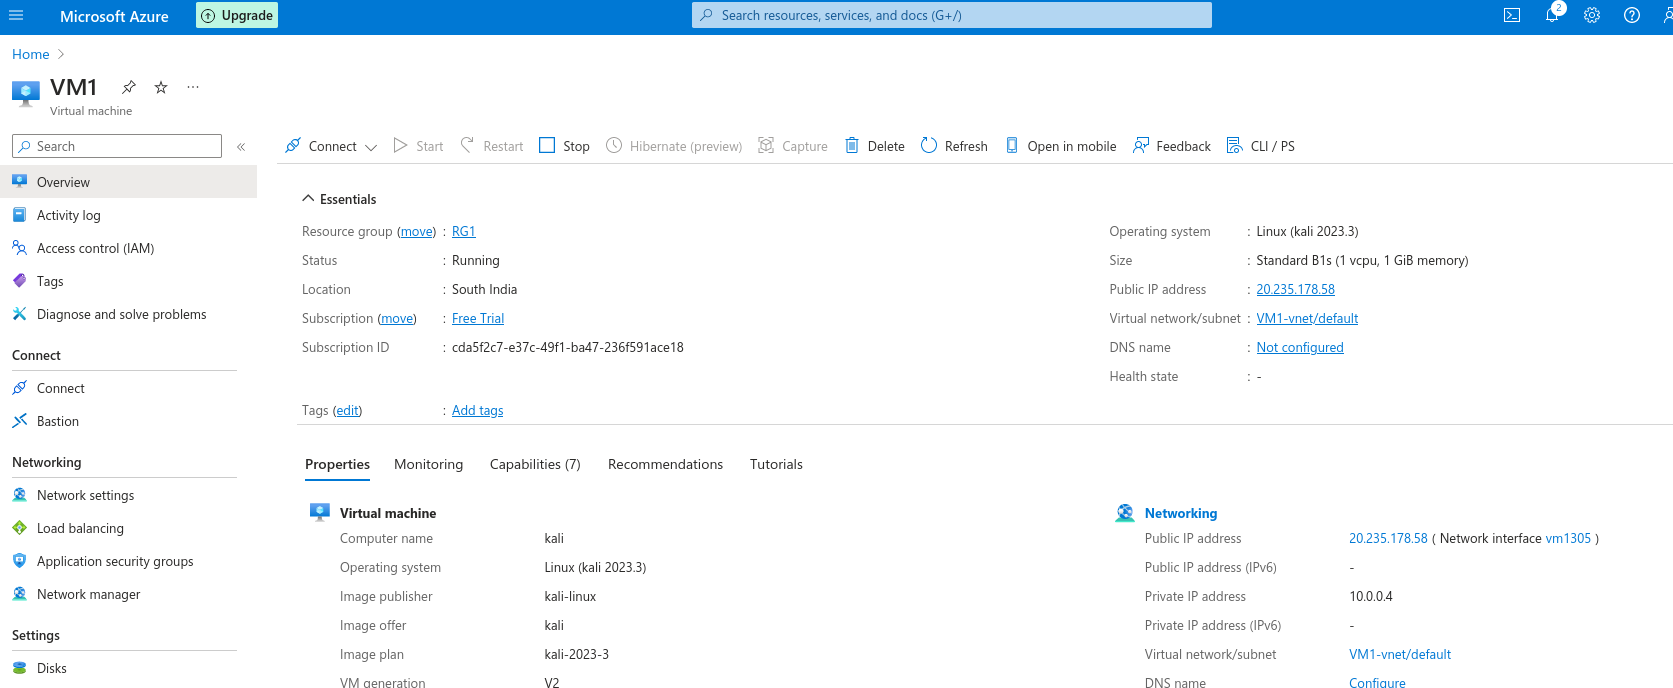 Microsoft Azure
Upgrade
Search resources, services, and docs (G+/)
2
Home
VM1
Virtual machine
Search
Connect Start Restart Stop Hibernate (preview) Capture Delete Refresh Open in mobile Feedback CLI / PS
Overview
Activity log
Access control (IAM)
Tags
Diagnose and solve problems
Connect
Connect
Bastion
Networking
Network settings
Load balancing
Application security groups
Network manager
Settings
Disks
Essentials
Resource group (move) : RG1
Status : Running
Location : South India
Subscription (move) : Free Trial
Subscription ID : cda5f2c7-e37c-49f1-ba47-236f591ace18
Tags (edit) : Add tags
Operating system : Linux (kali 2023.3)
Size : Standard B1s (1 vcpu, 1 GiB memory)
Public IP address : 20.235.178.58
Virtual network/subnet : VM1-vnet/default
DNS name : Not configured
Health state : -
Properties Monitoring Capabilities (7) Recommendations Tutorials
Virtual machine
Computer name kali
Operating system Linux (kali 2023.3)
Image publisher kali-linux
Image offer kali
Image plan kali-2023-3
VM generation V2
Networking
Public IP address 20.235.178.58 ( Network interface vm1305 )
Public IP address (IPv6) -
Private IP address 10.0.0.4
Private IP address (IPv6) -
Virtual network/subnet VM1-vnet/default
DNS name Configure